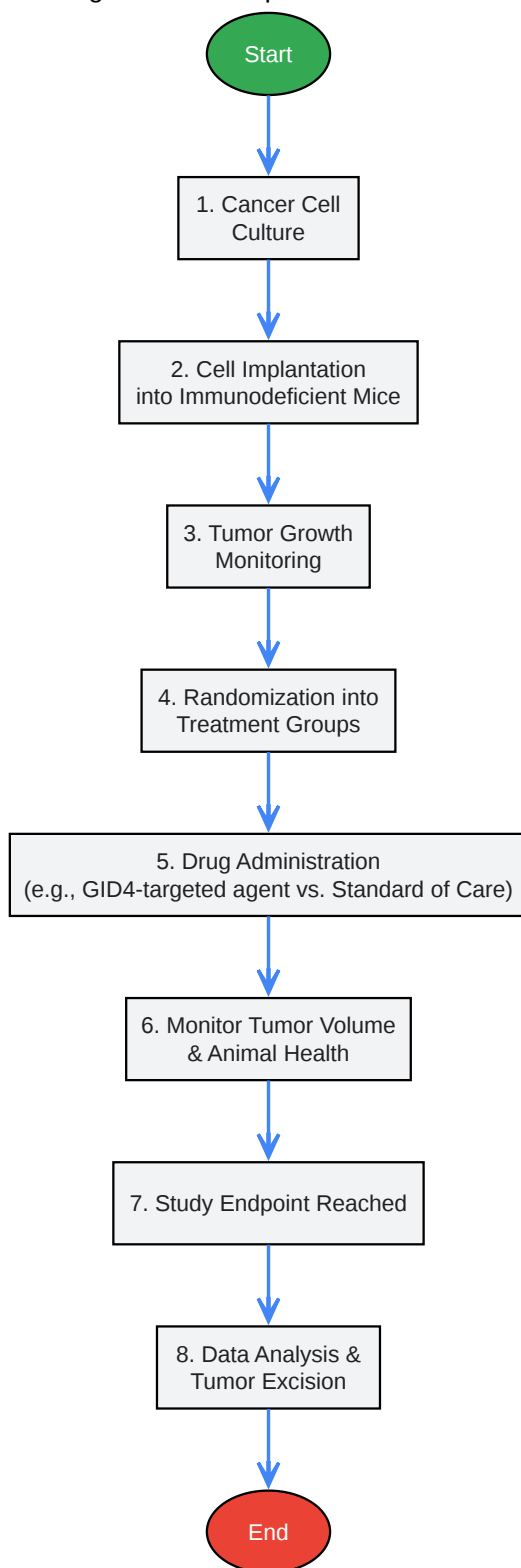 Start
1. Cancer Cell
Culture
2. Cell Implantation
into Immunodeficient Mice
3. Tumor Growth
Monitoring
4. Randomization into
Treatment Groups
5. Drug Administration
(e.g., GID4-targeted agent vs. Standard of Care)
6. Monitor Tumor Volume
& Animal Health
7. Study Endpoint Reached
8. Data Analysis &
Tumor Excision
End